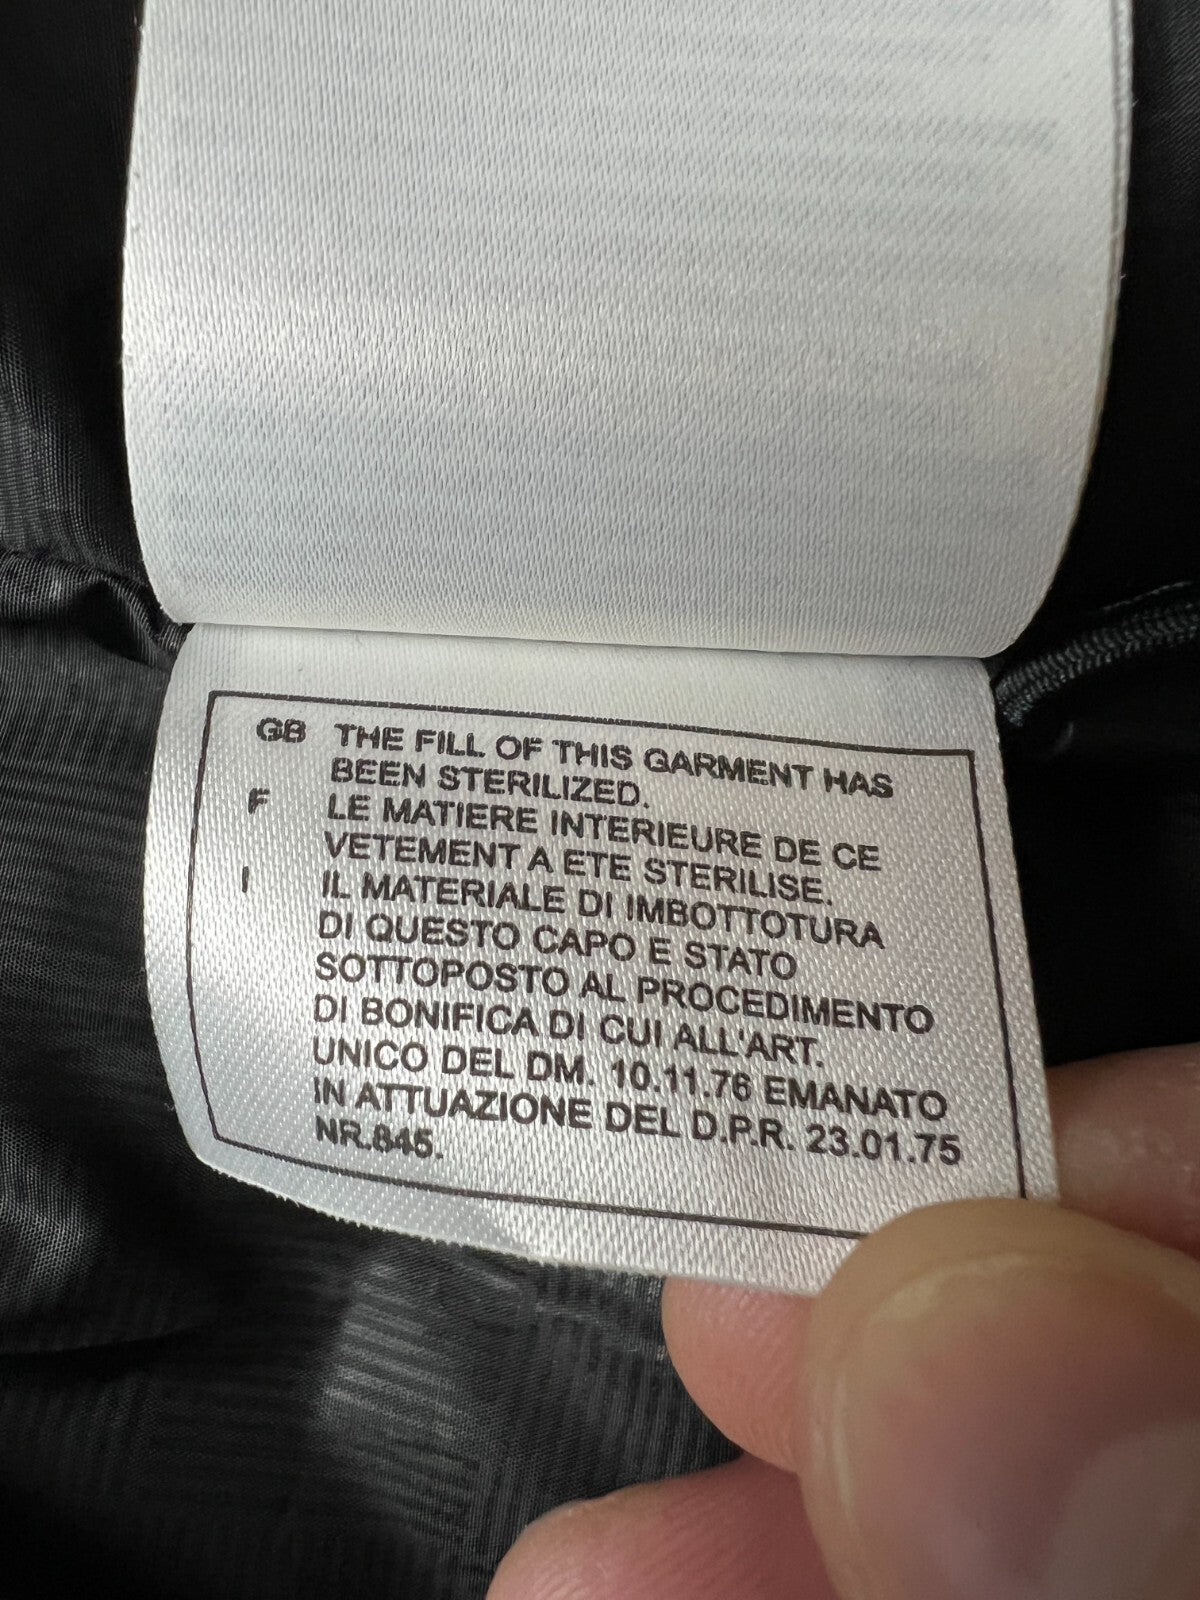 GB THE FILL OF THIS GARMENT HAS
BEEN STERILIZED.
F LE MATIERE INTERIEURE DE CE
VETEMENT A ETE STERILISE.
I IL MATERIALE DI IMBOTTOTURA
DI QUESTO CAPO E STATO
SOTTOPOSTO AL PROCEDIMENTO
DI BONIFICA DI CUI ALL'ART.
UNICO DEL DM. 10.11.76 EMANATO
IN ATTUAZIONE DEL D.P.R. 23.01.75
NR.845.